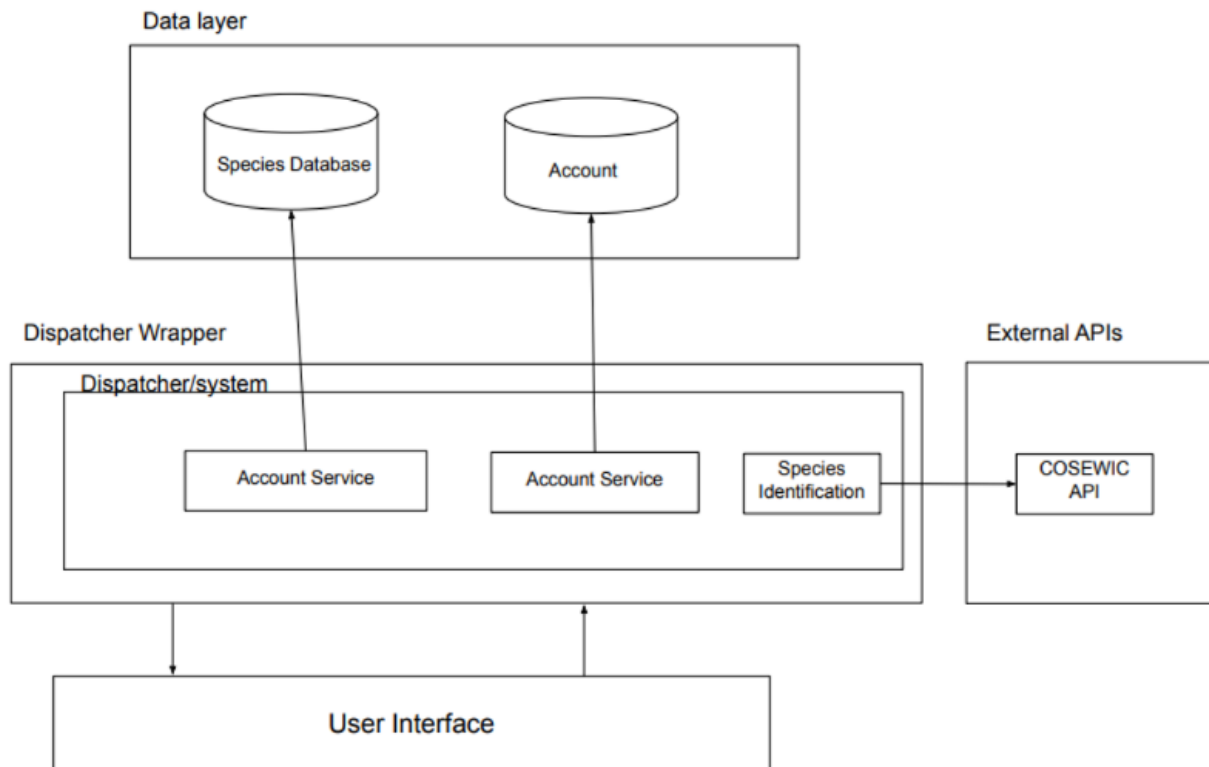 Data layer
Species Database
Account
Dispatcher Wrapper
External APIs
Dispatcher/system
Account Service
Account Service
Species
Identification
COSEWIC
API
User Interface